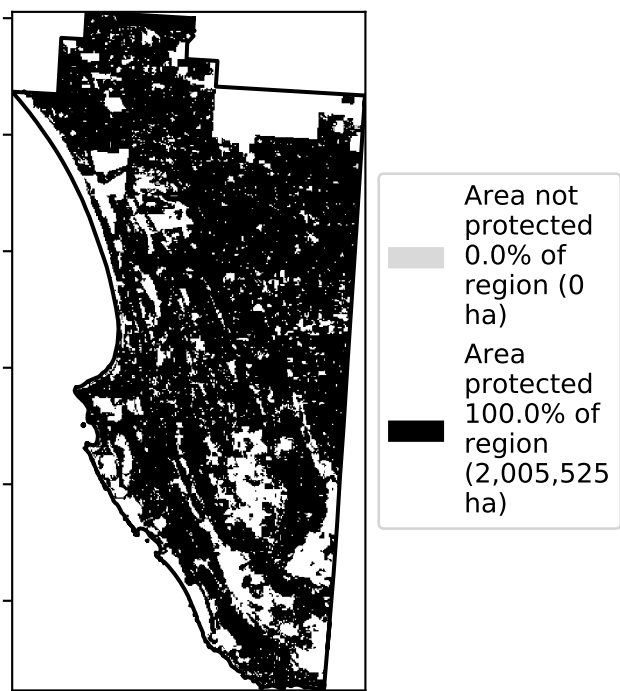 Area not
protected
0.0% of
region (0
ha)
Area
protected
100.0% of
region
(2,005,525
ha)